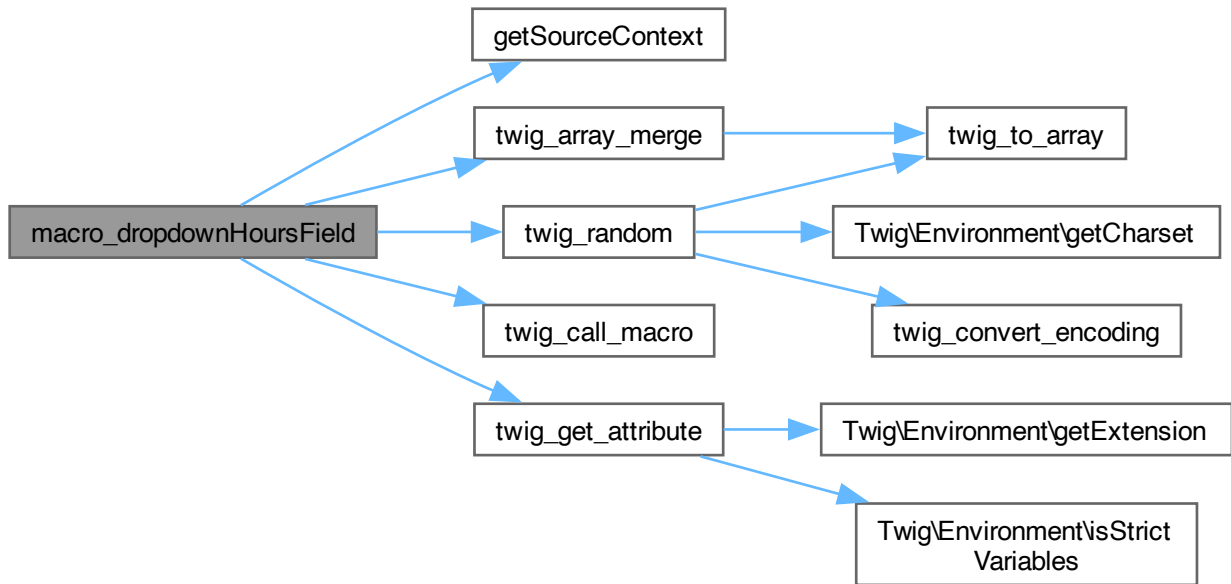 getSourceContext
twig_array_merge
twig_to_array
macro_dropdownHoursField
twig_random
Twig\Environment\getCharset
twig_call_macro
twig_convert_encoding
twig_get_attribute
Twig\Environment\getExtension
Twig\Environment\isStrict
Variables